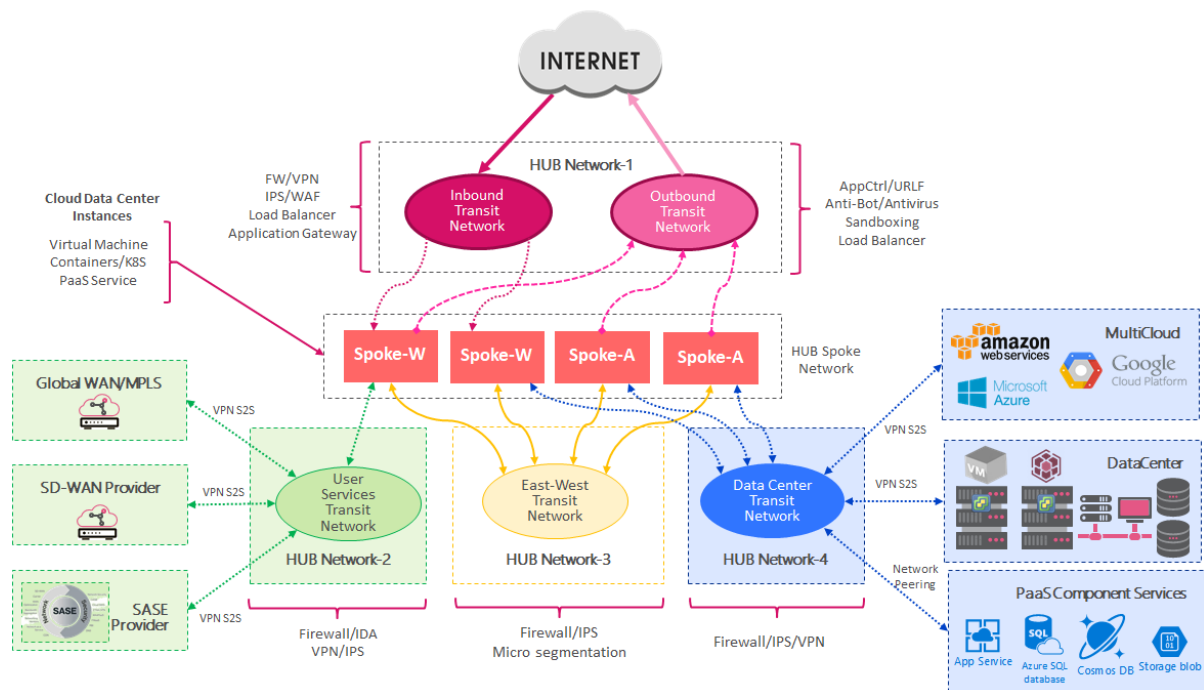 INTERNET
HUB Network-1
Inbound
Transit
Network
Outbound
Transit
Network
FW/VPN
IPS/WAF
Load Balancer
Application Gateway
AppCtrl/URLF
Anti-Bot/Antivirus
Sandboxing
Load Balancer
Cloud Data Center
Instances
Virtual Machine
Containers/K8S
PaaS Service
Spoke-W
Spoke-W
Spoke-A
Spoke-A
HUB Spoke
Network
Global WAN/MPLS
VPN S2S
SD-WAN Provider
VPN S2S
SASE
Network
Security
SASE
Provider
VPN S2S
User
Services
Transit
Network
HUB Network-2
Firewall/IDA
VPN/IPS
East-West
Transit
Network
HUB Network-3
Firewall/IPS
Micro segmentation
Data Center
Transit
Network
HUB Network-4
Firewall/IPS/VPN
VPN S2S
VPN S2S
Network
Peering
MultiCloud
amazon
web services
Google
Cloud Platform
Microsoft
Azure
DataCenter
VM
PaaS Component Services
App Service
SQL
Azure SQL
database
Cosmos DB
10
01
Storage blob